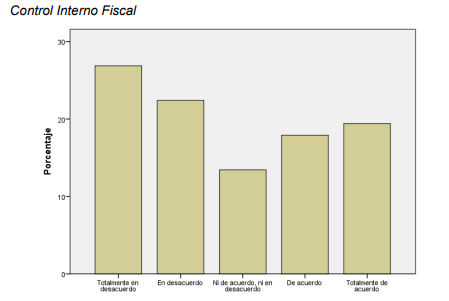 Control Interno Fiscal
30
20
10
0
Porcentaje
Totalmente en
desacuerdo
En desacuerdo
Ni de acuerdo, ni en
desacuerdo
De acuerdo
Totalmente de
acuerdo